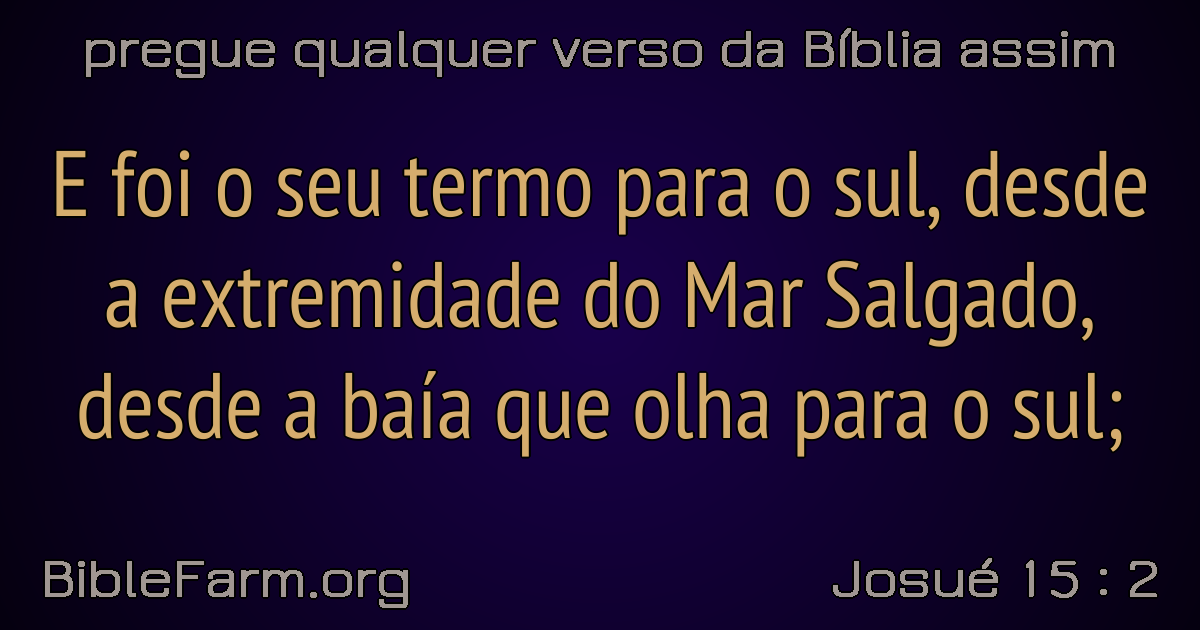 pregue qualquer verso da Bíblia assim
E foi o seu termo para o sul, desde
a extremidade do Mar Salgado,
desde a baía que olha para o sul;
BibleFarm.org
Josué 15 : 2